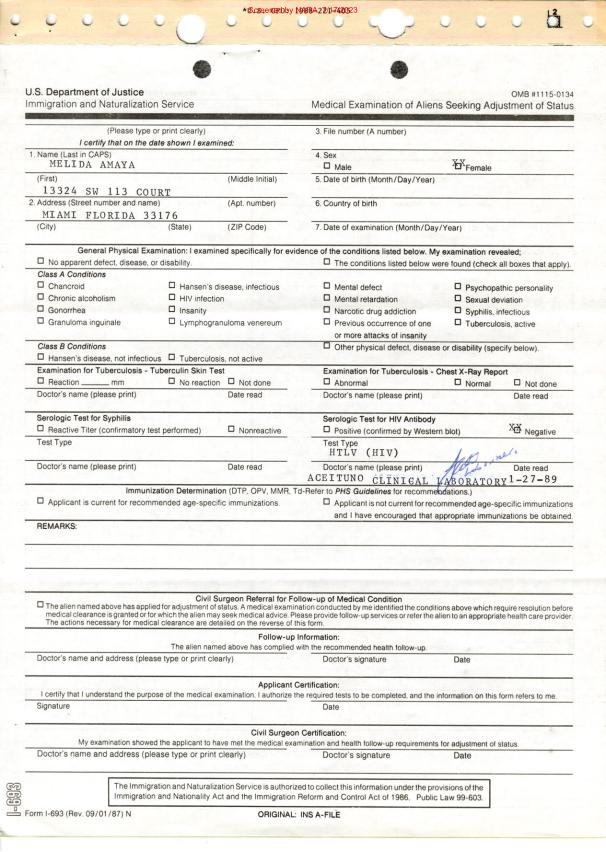 U.S. Department of Justice
Immigration and Naturalization Service
OMB #1115-0134
Medical Examination of Aliens Seeking Adjustment of Status
(Please type or print clearly)
I certify that on the date shown I examined:
3. File number (A number)
1. Name (Last in CAPS)
MELIDA AMAYA
4. Sex
Male
XX Female
(First) (Middle Initial)
5. Date of birth (Month/Day/Year)
13324 SW 113 COURT
2. Address (Street number and name) (Apt. number)
6. Country of birth
MIAMI FLORIDA 33176
(City) (State) (ZIP Code)
7. Date of examination (Month/Day/Year)
General Physical Examination: I examined specifically for evidence of the conditions listed below. My examination revealed;
No apparent defect, disease, or disability.
The conditions listed below were found (check all boxes that apply).
Class A Conditions
Chancroid Hansen's disease, infectious Mental defect Psychopathic personality
Chronic alcoholism HIV infection Mental retardation Sexual deviation
Gonorrhea Insanity Narcotic drug addiction Syphilis, infectious
Granuloma inguinale Lymphogranuloma venereum Previous occurrence of one or more attacks of insanity Tuberculosis, active
Class B Conditions
Other physical defect, disease or disability (specify below).
Hansen's disease, not infectious Tuberculosis, not active
Examination for Tuberculosis - Tuberculin Skin Test
Examination for Tuberculosis - Chest X-Ray Report
Reaction ______ mm No reaction Not done
Abnormal Normal Not done
Doctor's name (please print) Date read
Doctor's name (please print) Date read
Serologic Test for Syphilis
Serologic Test for HIV Antibody
Reactive Titer (confirmatory test performed) Nonreactive
Positive (confirmed by Western blot) XX Negative
Test Type
Test Type
HTLV (HIV)
Doctor's name (please print) Date read
Doctor's name (please print) Date read
ACEITUNO CLINICAL LABORATORY 1-27-89
Immunization Determination (DTP, OPV, MMR, Td-Refer to PHS Guidelines for recommendations.)
Applicant is current for recommended age-specific immunizations.
Applicant is not current for recommended age-specific immunizations
and I have encouraged that appropriate immunizations be obtained.
REMARKS:
Civil Surgeon Referral for Follow-up of Medical Condition
The alien named above has applied for adjustment of status. A medical examination conducted by me identified the conditions above which require resolution before
medical clearance is granted or for which the alien may seek medical advice. Please provide follow-up services or refer the alien to an appropriate health care provider.
The actions necessary for medical clearance are detailed on the reverse of this form.
Follow-up Information:
The alien named above has complied with the recommended health follow-up.
Doctor's name and address (please type or print clearly) Doctor's signature Date
Applicant Certification:
I certify that I understand the purpose of the medical examination, I authorize the required tests to be completed, and the information on this form refers to me.
Signature Date
Civil Surgeon Certification:
My examination showed the applicant to have met the medical examination and health follow-up requirements for adjustment of status.
Doctor's name and address (please type or print clearly) Doctor's signature Date
The Immigration and Naturalization Service is authorized to collect this information under the provisions of the
Immigration and Nationality Act and the Immigration Reform and Control Act of 1986, Public Law 99-603.
I-693
Form I-693 (Rev. 09/01/87) N
ORIGINAL: INS A-FILE